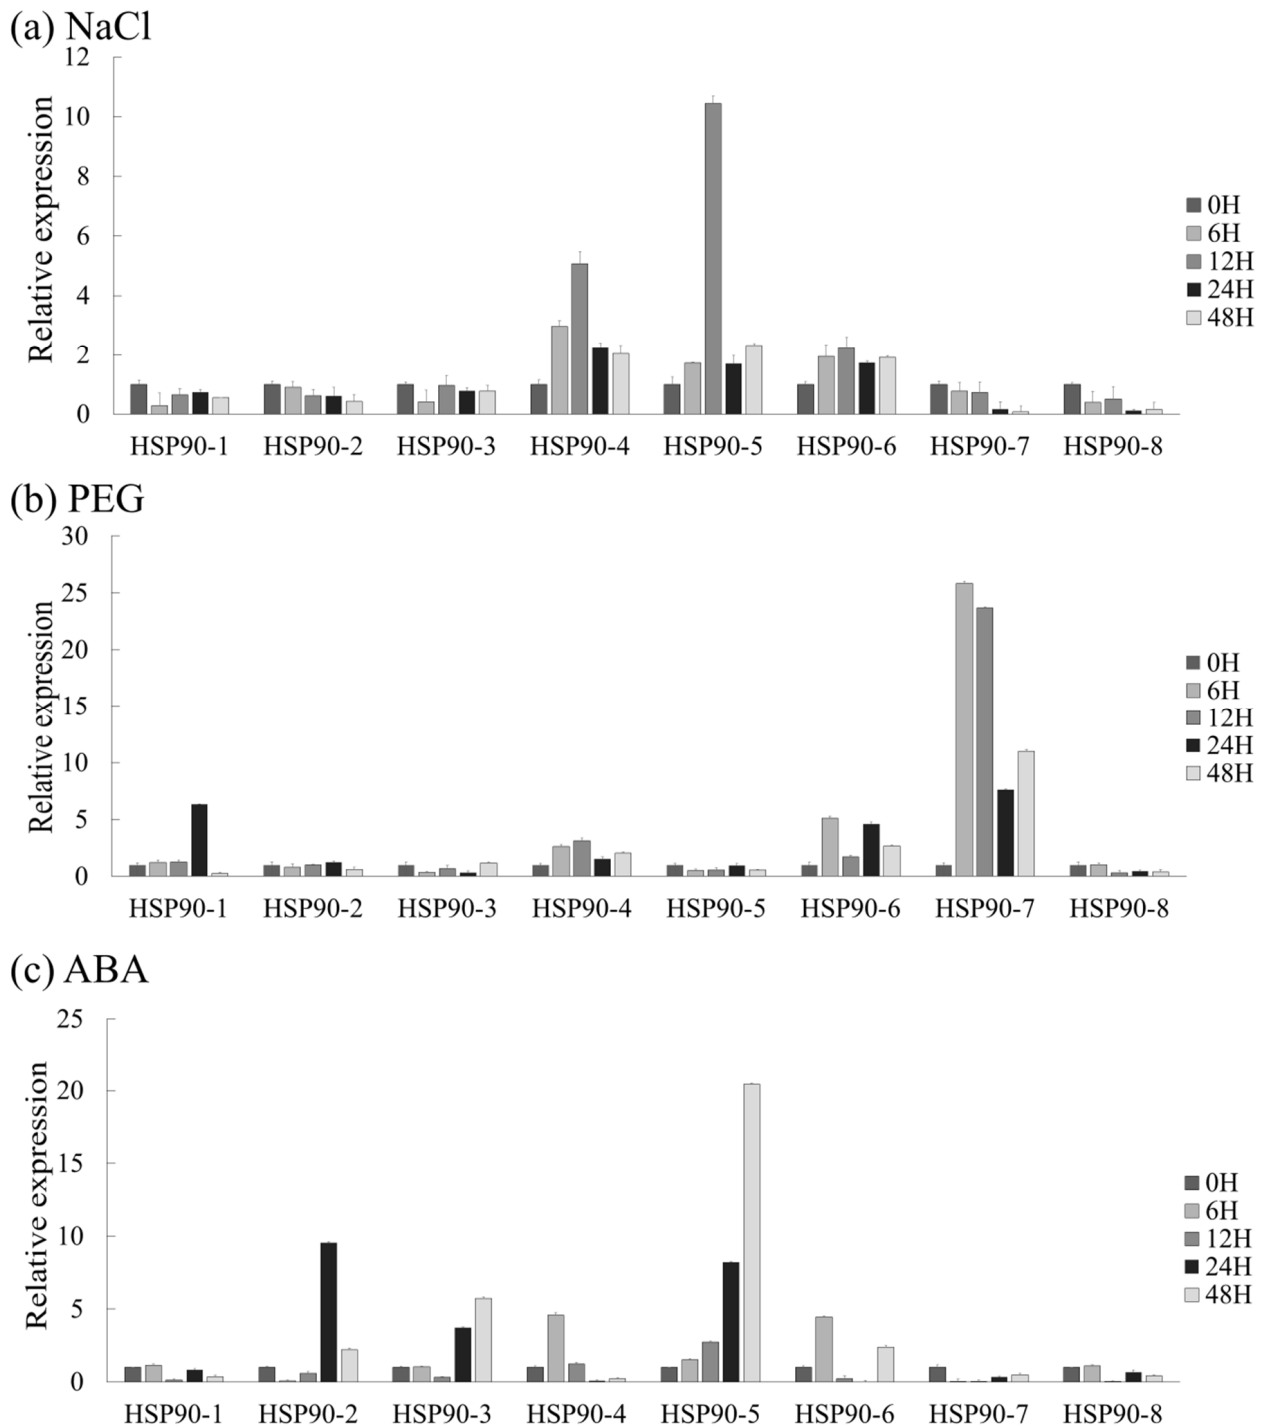 (a) NaCl
12
10
8
6
4
2
0
Relative expression
HSP90-1 HSP90-2 HSP90-3 HSP90-4 HSP90-5 HSP90-6 HSP90-7 HSP90-8
0H
6H
12H
24H
48H
(b) PEG
30
25
20
15
10
5
0
Relative expression
HSP90-1 HSP90-2 HSP90-3 HSP90-4 HSP90-5 HSP90-6 HSP90-7 HSP90-8
0H
6H
12H
24H
48H
(c) ABA
25
20
15
10
5
0
Relative expression
HSP90-1 HSP90-2 HSP90-3 HSP90-4 HSP90-5 HSP90-6 HSP90-7 HSP90-8
0H
6H
12H
24H
48H